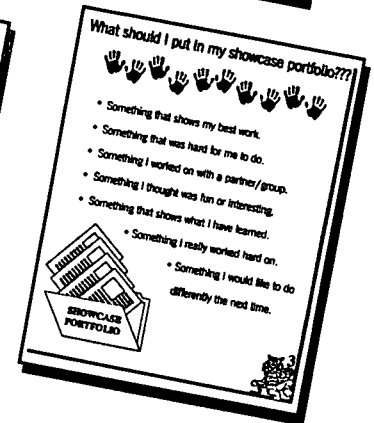 What should I put in my showcase portfolio???
• Something that shows my best work.
• Something that was hard for me to do.
• Something I worked on with a partner/group.
• Something I thought was fun or interesting.
• Something that shows what I have learned.
• Something I really worked hard on.
• Something I would like to do
differently the next time.
SHOWCASE
PORTFOLIO
3